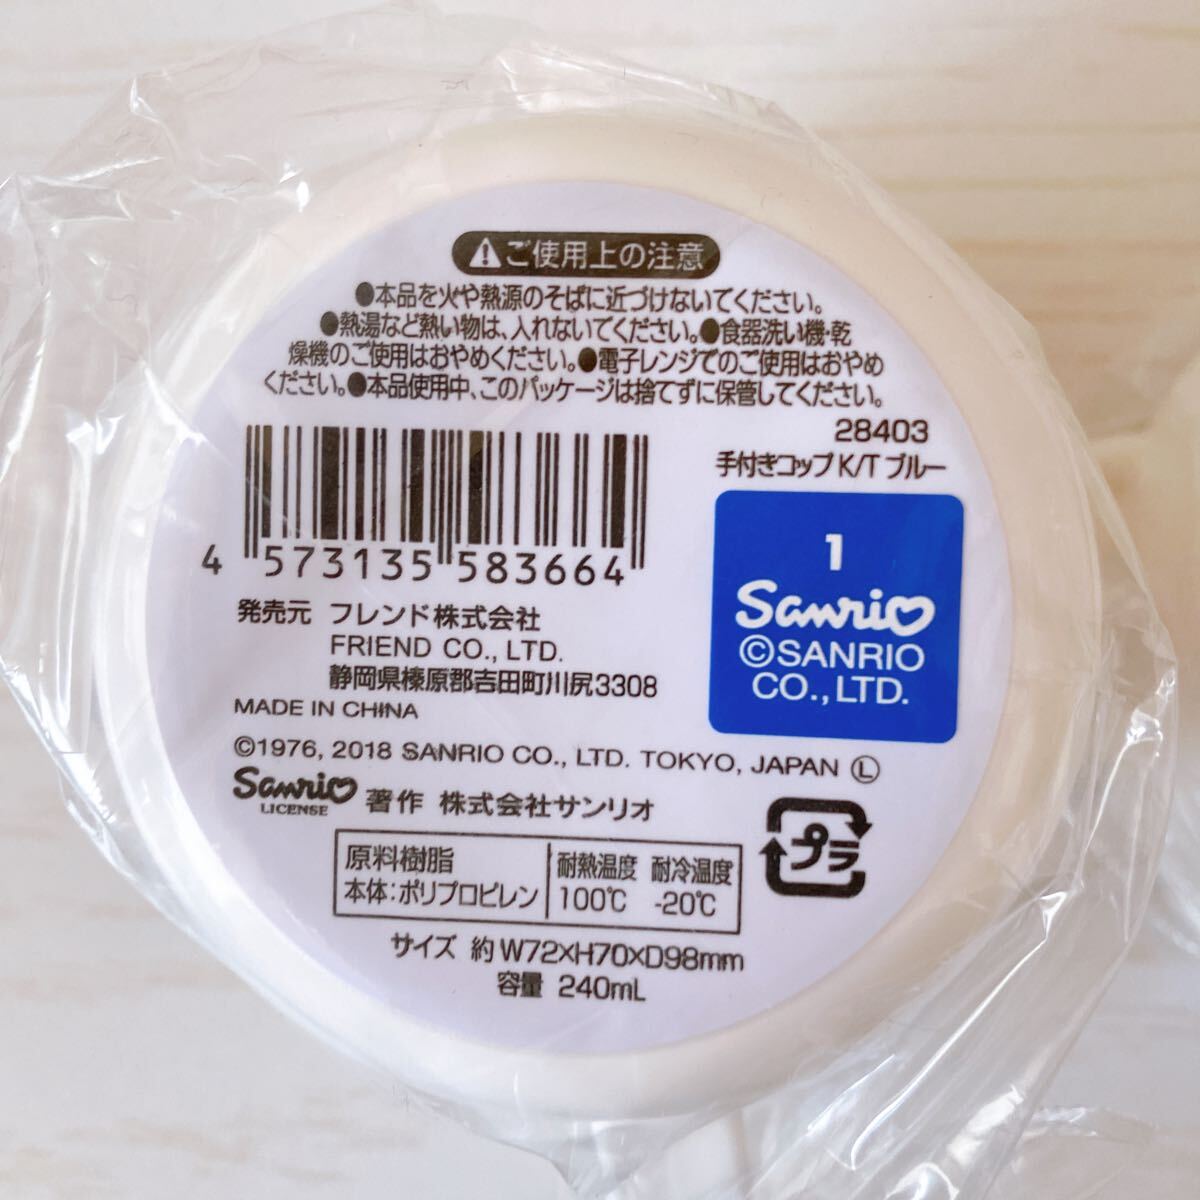 ⚠ご使用上の注意
●本品を火や熱源のそばに近づけないでください。
●熱湯など熱い物は、入れないでください。●食器洗い機・乾
燥機のご使用はおやめください。●電子レンジでのご使用はおやめ
ください。●本品使用中、このパッケージは捨てずに保管してください。
28403
手付きコップK/T ブルー
4 573135 583664
1
Sanrio
©SANRIO
CO., LTD.
発売元 フレンド株式会社
FRIEND CO., LTD.
静岡県榛原郡吉田町川尻3308
MADE IN CHINA
©1976, 2018 SANRIO CO., LTD. TOKYO, JAPAN Ⓛ
Sanrio
LICENSE
著作 株式会社サンリオ
プラ
原料樹脂
本体：ポリプロピレン
耐熱温度 耐冷温度
100℃ -20℃
サイズ 約W72×H70×D98mm
容量 240mL